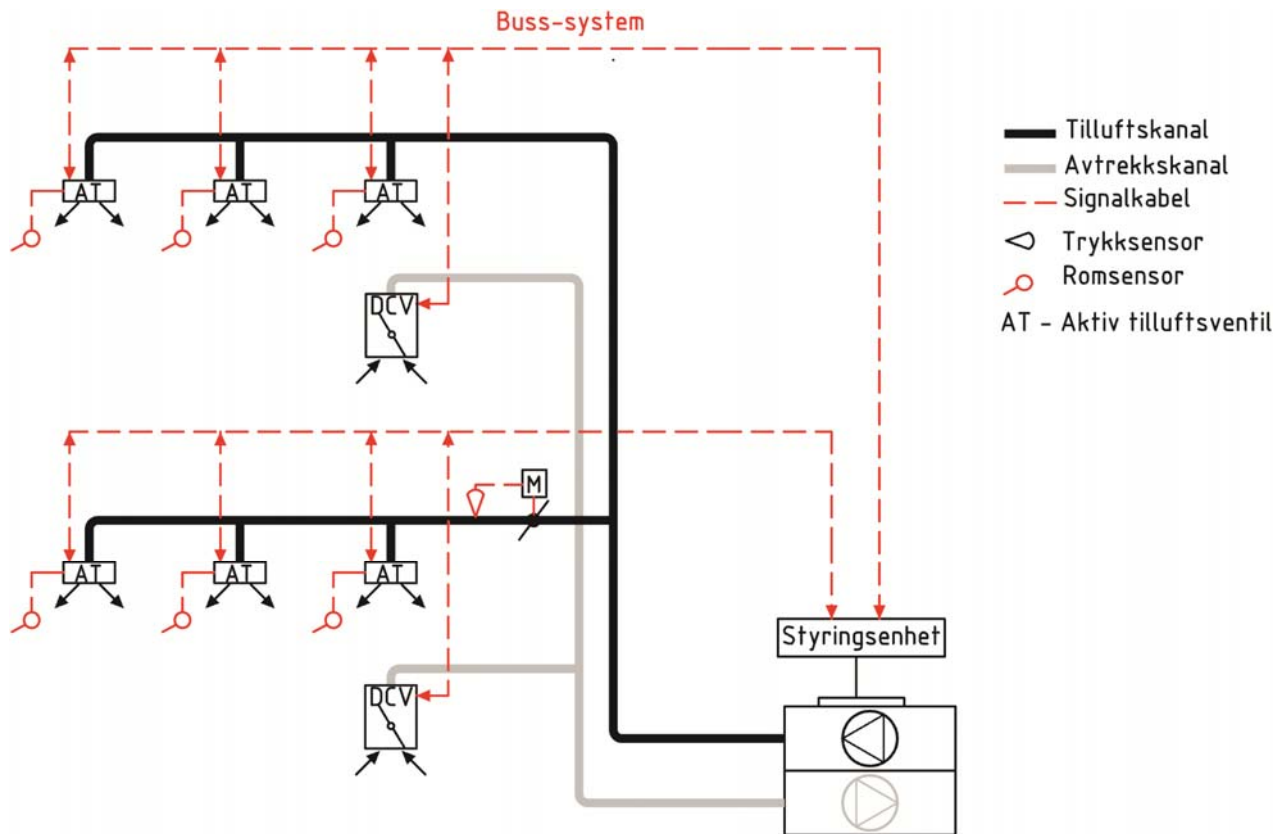 Buss-system
AT
AT
AT
DCV
M
AT
AT
AT
DCV
Styringsenhet
Tilluftskanal
Avtrekkskanal
Signalkabel
Trykksensor
Romsensor
AT - Aktiv tilluftsventil